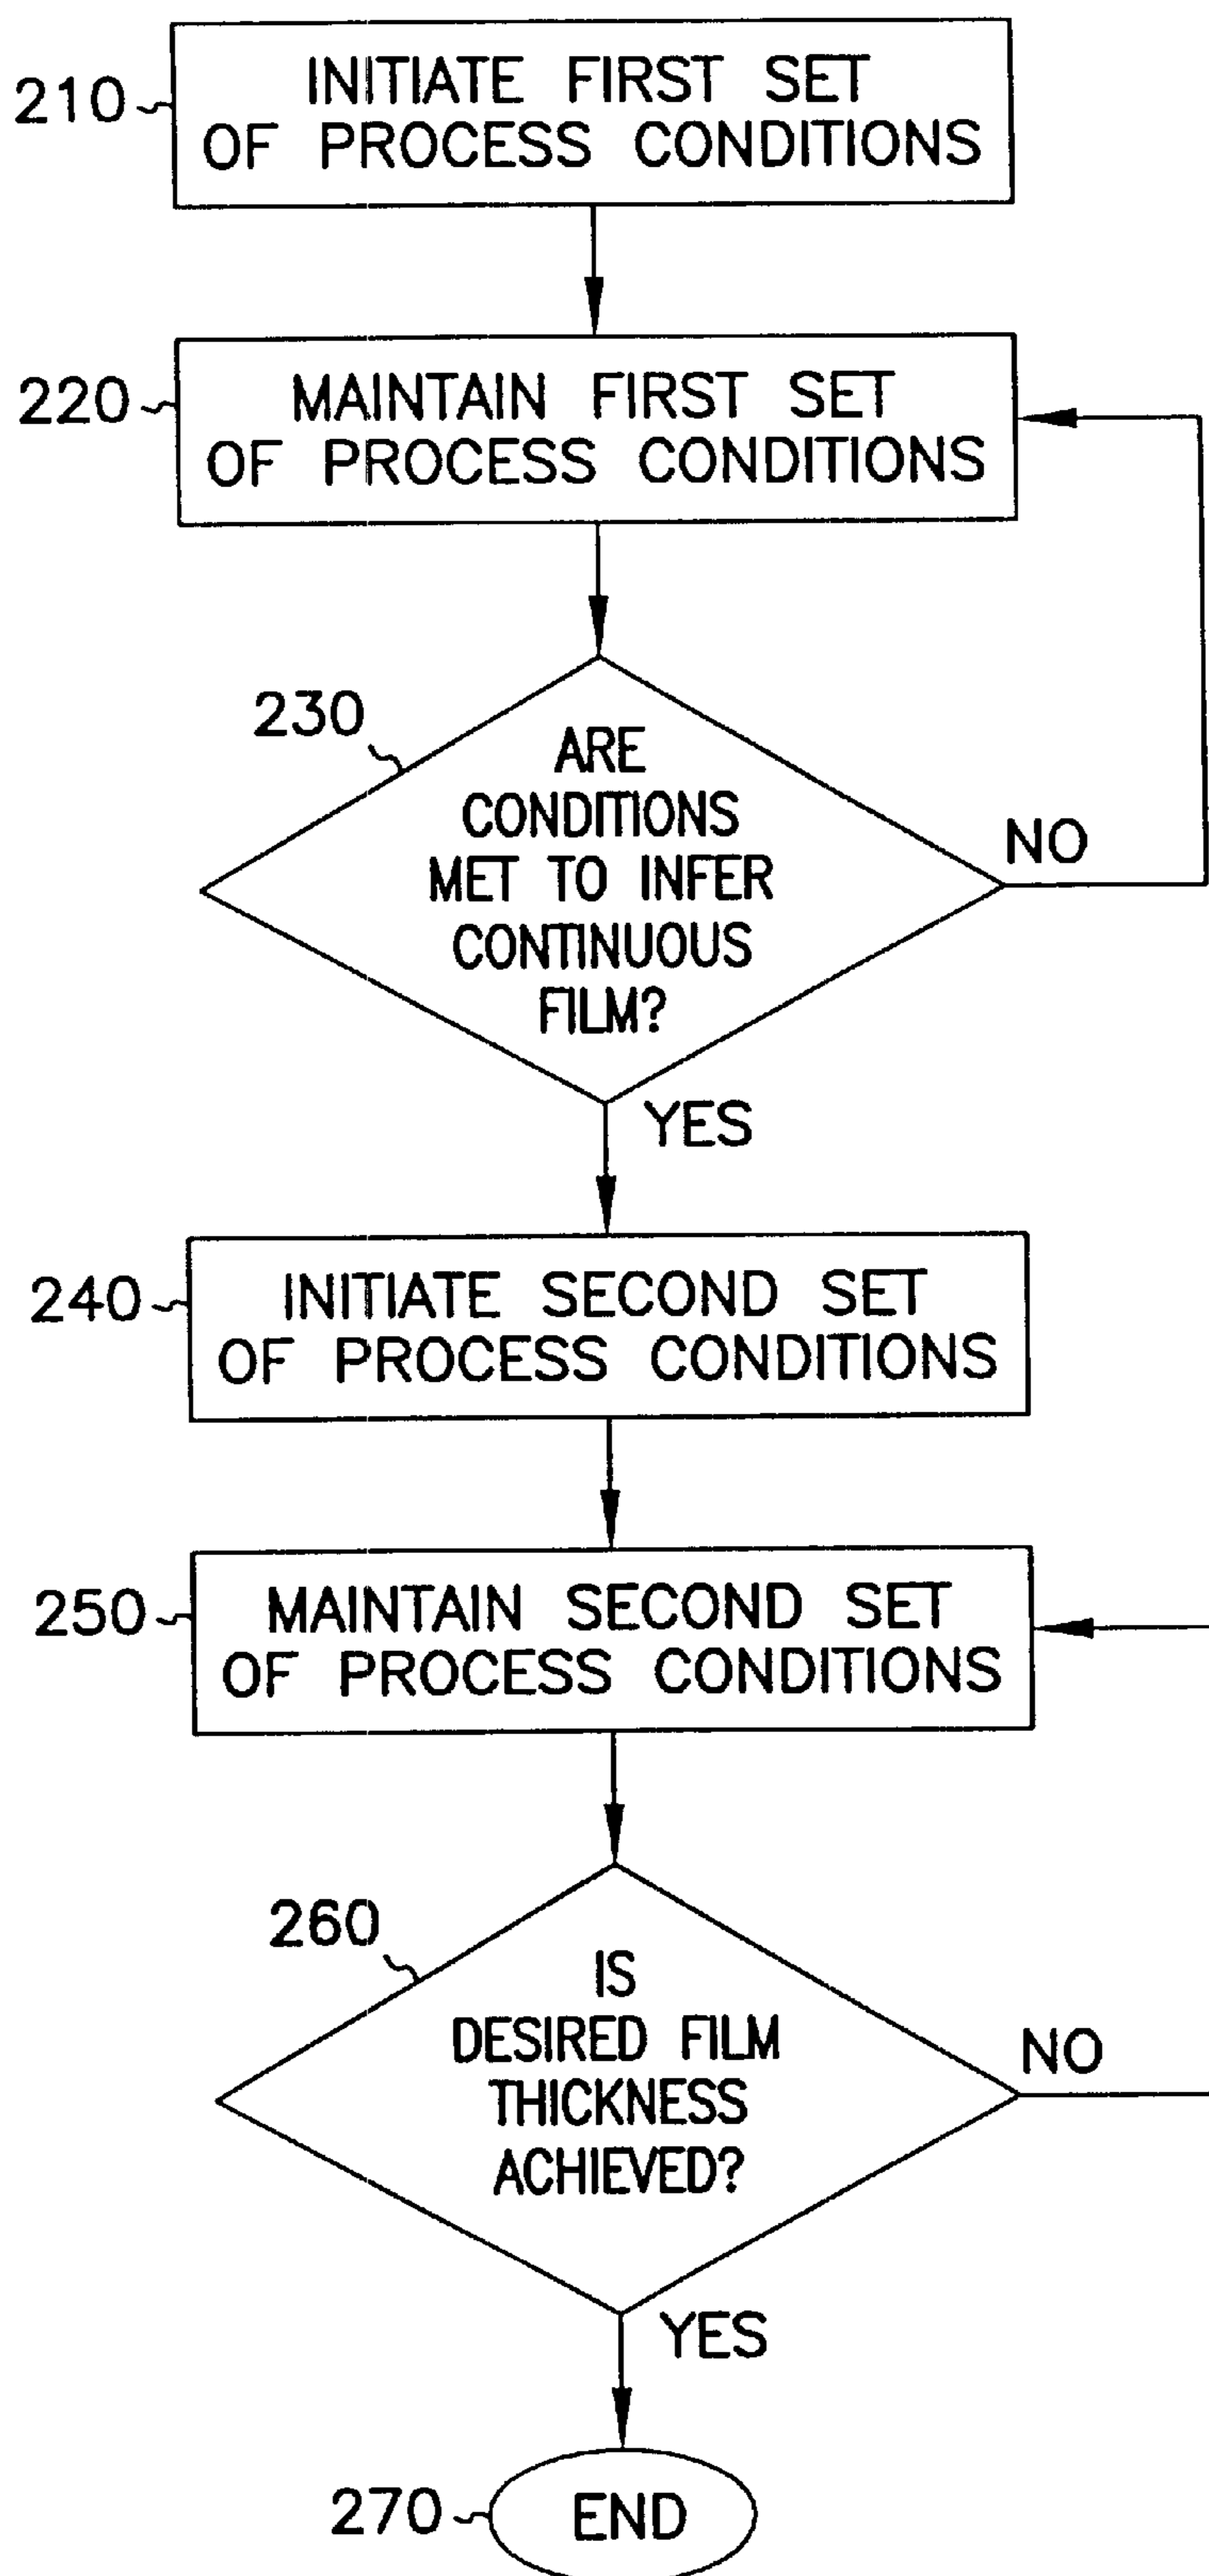 210
INITIATE FIRST SET
OF PROCESS CONDITIONS
220
MAINTAIN FIRST SET
OF PROCESS CONDITIONS
230
ARE
CONDITIONS
MET TO INFER
CONTINUOUS
FILM?
NO
YES
240
INITIATE SECOND SET
OF PROCESS CONDITIONS
250
MAINTAIN SECOND SET
OF PROCESS CONDITIONS
260
IS
DESIRED FILM
THICKNESS
ACHIEVED?
NO
YES
270
END